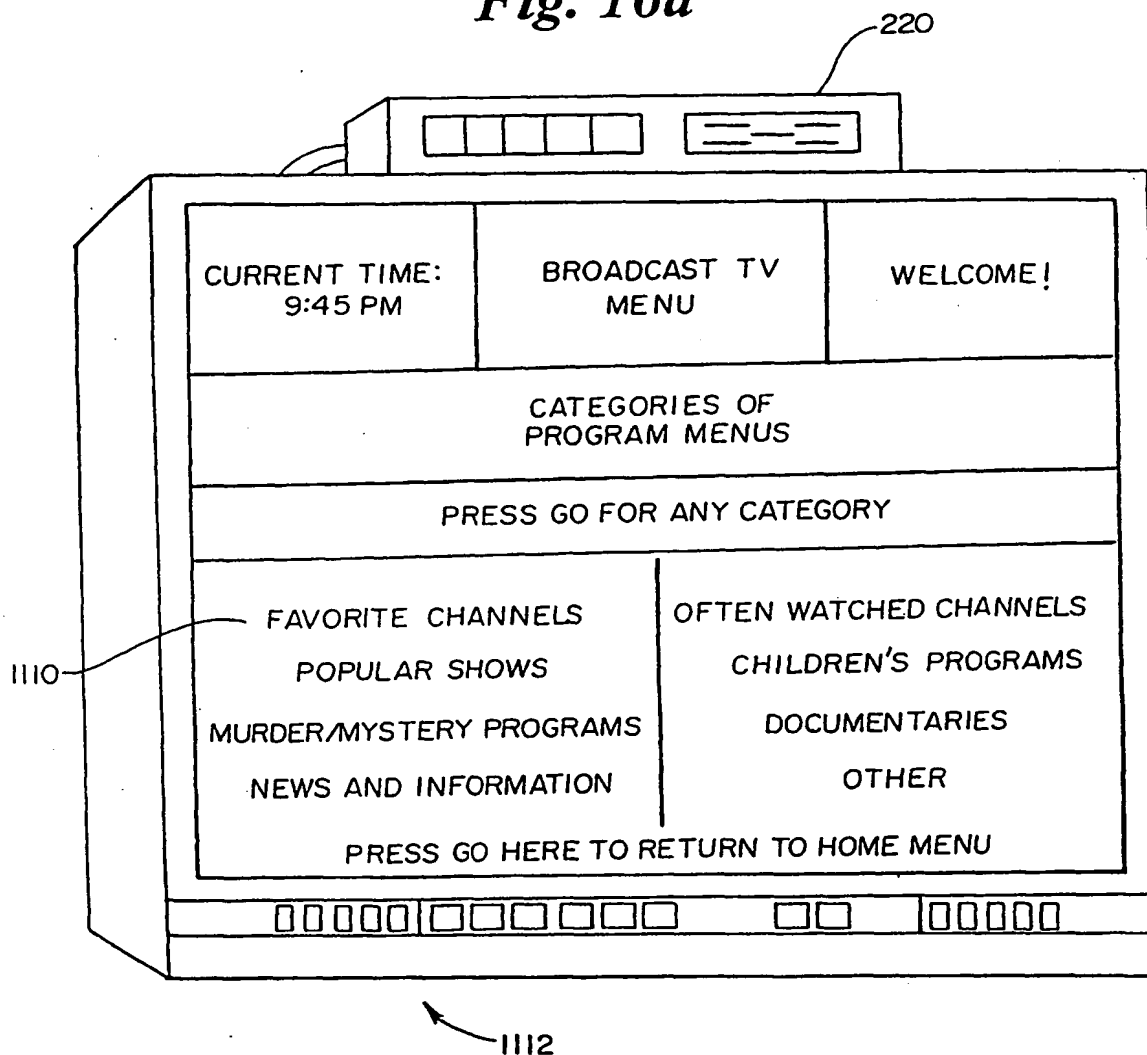 Fig. 16a
220
CURRENT TIME:
9:45 PM
BROADCAST TV
MENU
WELCOME!
CATEGORIES OF
PROGRAM MENUS
PRESS GO FOR ANY CATEGORY
FAVORITE CHANNELS
POPULAR SHOWS
MURDER/MYSTERY PROGRAMS
NEWS AND INFORMATION
OFTEN WATCHED CHANNELS
CHILDREN'S PROGRAMS
DOCUMENTARIES
OTHER
PRESS GO HERE TO RETURN TO HOME MENU
1110
1112